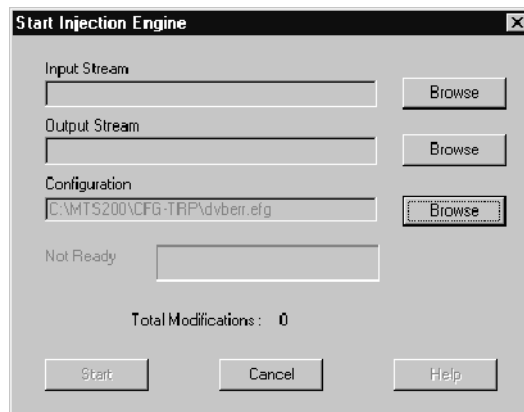 Start Injection Engine
Input Stream
Browse
Output Stream
Browse
Configuration
C:\MTS200\CFG-TRP\dvberr.efg
Browse
Not Ready
Total Modifications : 0
Start
Cancel
Help